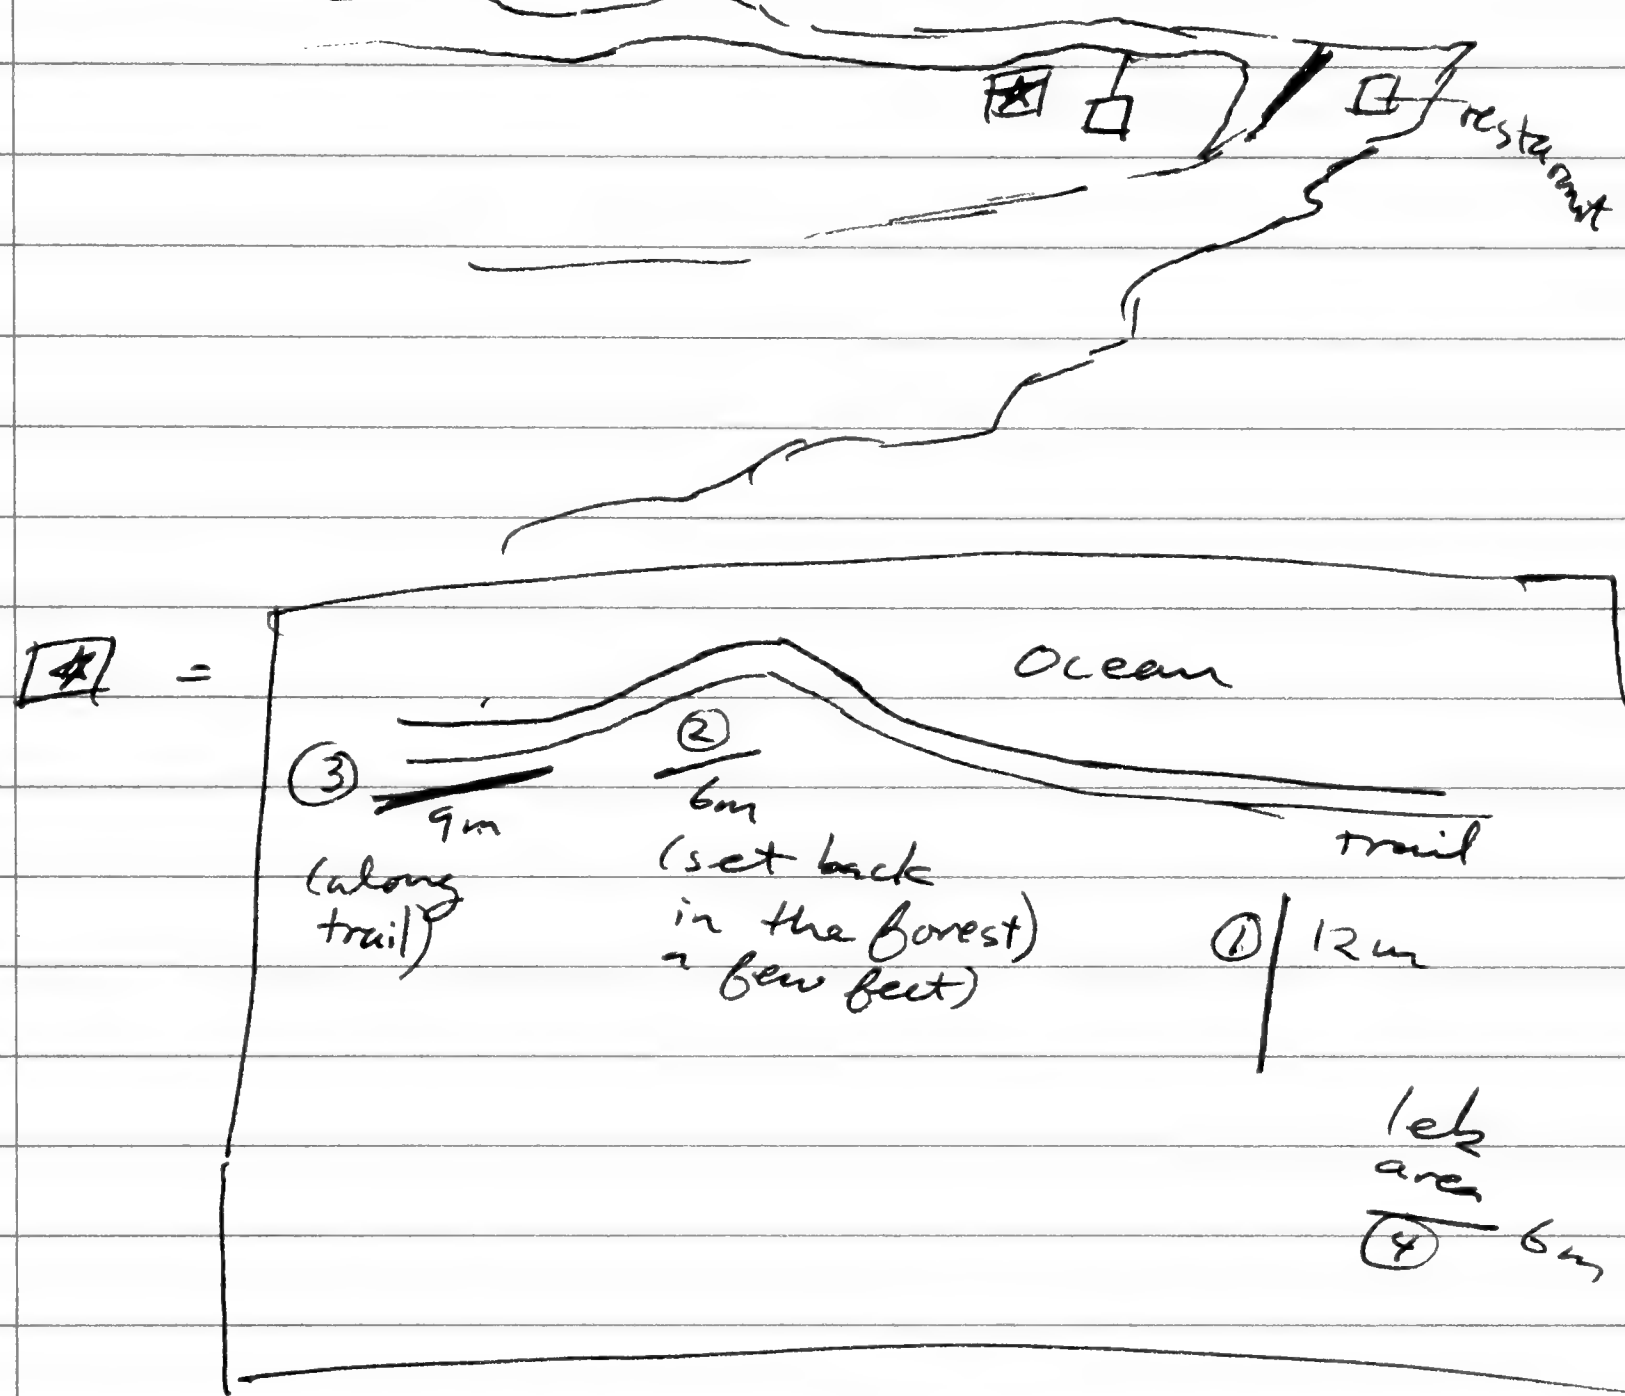 restaurant
=
Ocean
③
②
9m
6m
trail
(along
trail)
(set back
in the forest)
a few feet)
① 12m
lek
area
④ 6m